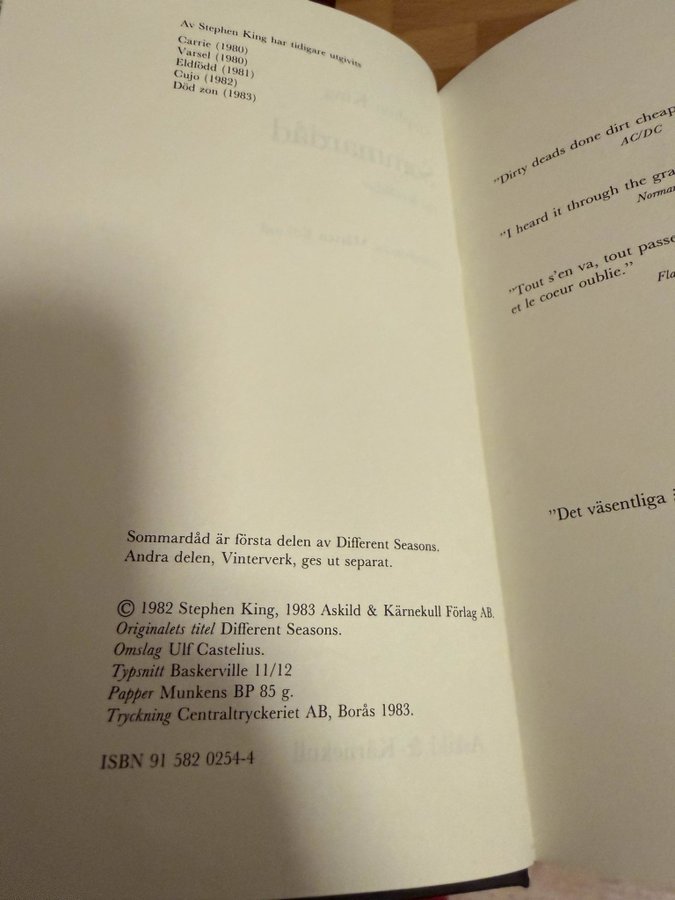 Av Stephen King har tidigare utgivits
Carrie (1980)
Varsel (1980)
Eldfödd (1981)
Cujo (1982)
Död zon (1983)
Sommardåd är första delen av Different Seasons.
Andra delen, Vinterverk, ges ut separat.
© 1982 Stephen King, 1983 Askild & Kärnekull Förlag AB.
Originalets titel Different Seasons.
Omslag Ulf Castelius.
Typsnitt Baskerville 11/12
Papper Munkens BP 85 g.
Tryckning Centraltryckeriet AB, Borås 1983.
ISBN 91 582 0254-4
”Dirty deads done dirt cheap
AC/DC
”I heard it through the gra
Norma
”Tout s'en va, tout passe
et le coeur oublie.”
Fla
”Det väsentliga